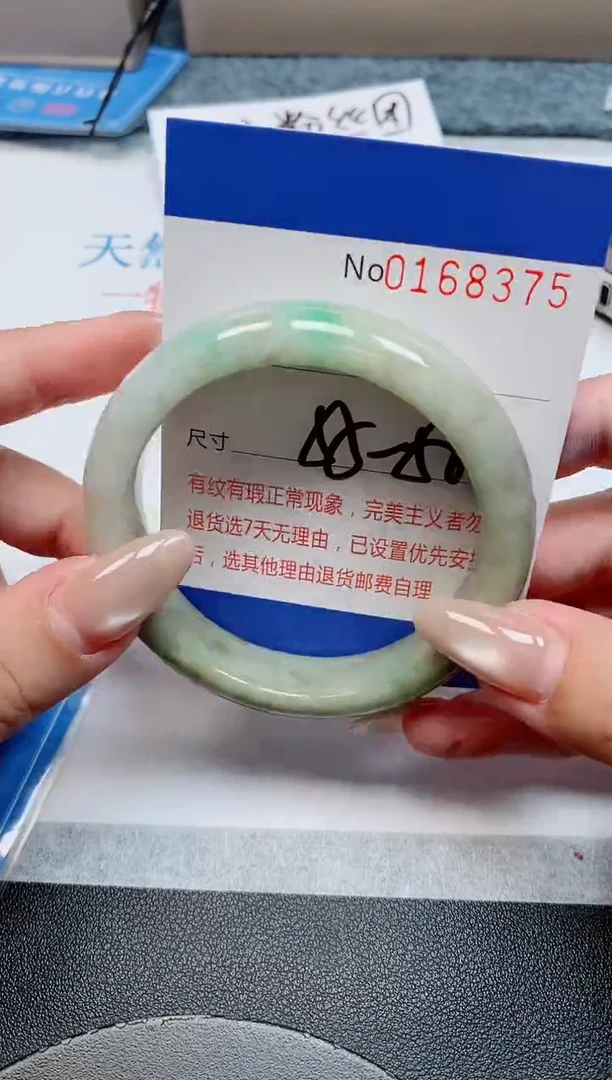 天
No0168375
尺寸
有纹有瑕正常现象，完美主义者勿
退货选7天无理由，已设置优先安
后，选其他理由退货邮费自理